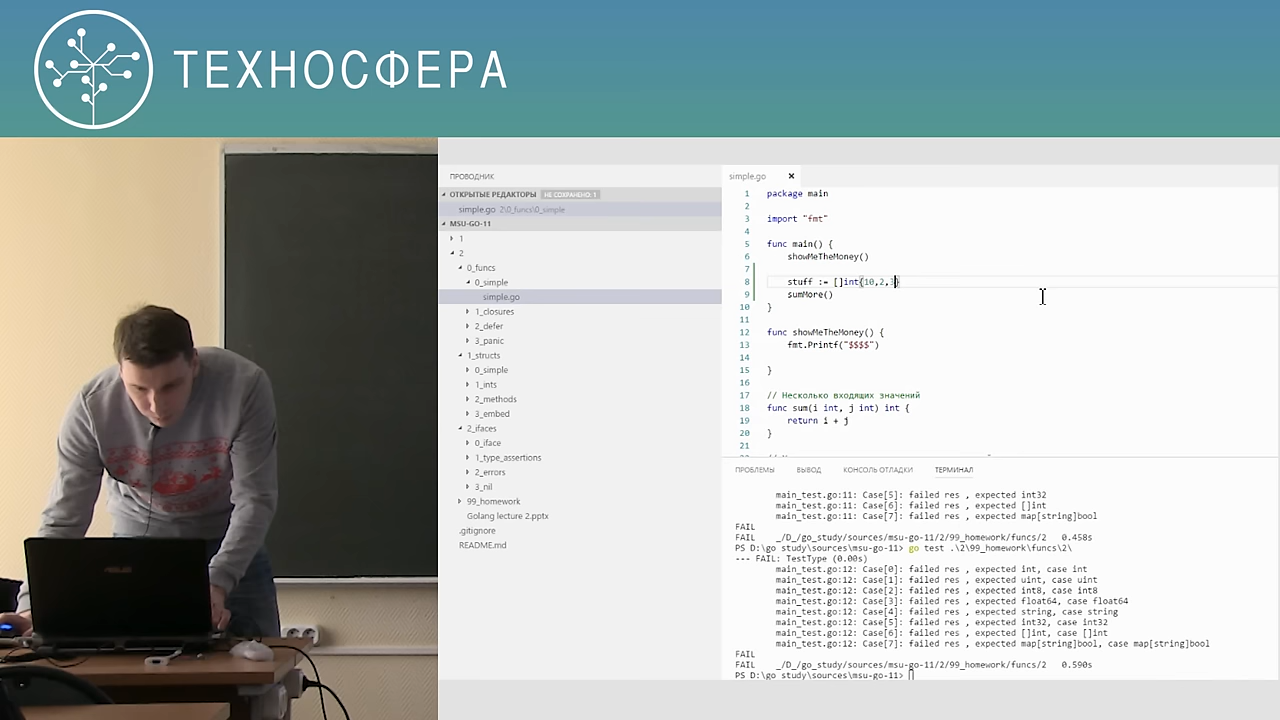 ТЕХНОСФЕРА
ПРОВОДНИК
ОТКРЫТЫЕ РЕДАКТОРЫ НЕ СОХРАНЕНО: 1
simple.go 2\0_funcs\0_simple
MSU-GO-11
1
2
0_funcs
0_simple
simple.go
1_closures
2_defer
3_panic
1_structs
0_simple
1_ints
2_methods
3_embed
2_ifaces
0_iface
1_type_assertions
2_errors
3_nil
99_homework
Golang lecture 2.pptx
.gitignore
README.md
simple.go
1 package main
2
3 import "fmt"
4
5 func main() {
6 showMeTheMoney()
7
8 stuff := []int{10,2,3}
9 sumMore()
10 }
11
12 func showMeTheMoney() {
13 fmt.Printf("$$$$")
14
15 }
16
17 // Несколько входящих значений
18 func sum(i int, j int) int {
19 return i + j
20 }
21
ПРОБЛЕМЫ ВЫВОД КОНСОЛЬ ОТЛАДКИ ТЕРМИНАЛ
main_test.go:11: Case[5]: failed res , expected int32
main_test.go:11: Case[6]: failed res , expected []int
main_test.go:11: Case[7]: failed res , expected map[string]bool
FAIL
FAIL _/D_/go_study/sources/msu-go-11/2/99_homework/funcs/2 0.458s
PS D:\go study\sources\msu-go-11> go test .\2\99_homework\funcs\2\
--- FAIL: TestType (0.00s)
main_test.go:12: Case[0]: failed res , expected int, case int
main_test.go:12: Case[1]: failed res , expected uint, case uint
main_test.go:12: Case[2]: failed res , expected int8, case int8
main_test.go:12: Case[3]: failed res , expected float64, case float64
main_test.go:12: Case[4]: failed res , expected string, case string
main_test.go:12: Case[5]: failed res , expected int32, case int32
main_test.go:12: Case[6]: failed res , expected []int, case []int
main_test.go:12: Case[7]: failed res , expected map[string]bool, case map[string]bool
FAIL
FAIL _/D_/go_study/sources/msu-go-11/2/99_homework/funcs/2 0.590s
PS D:\go study\sources\msu-go-11>
ASUS